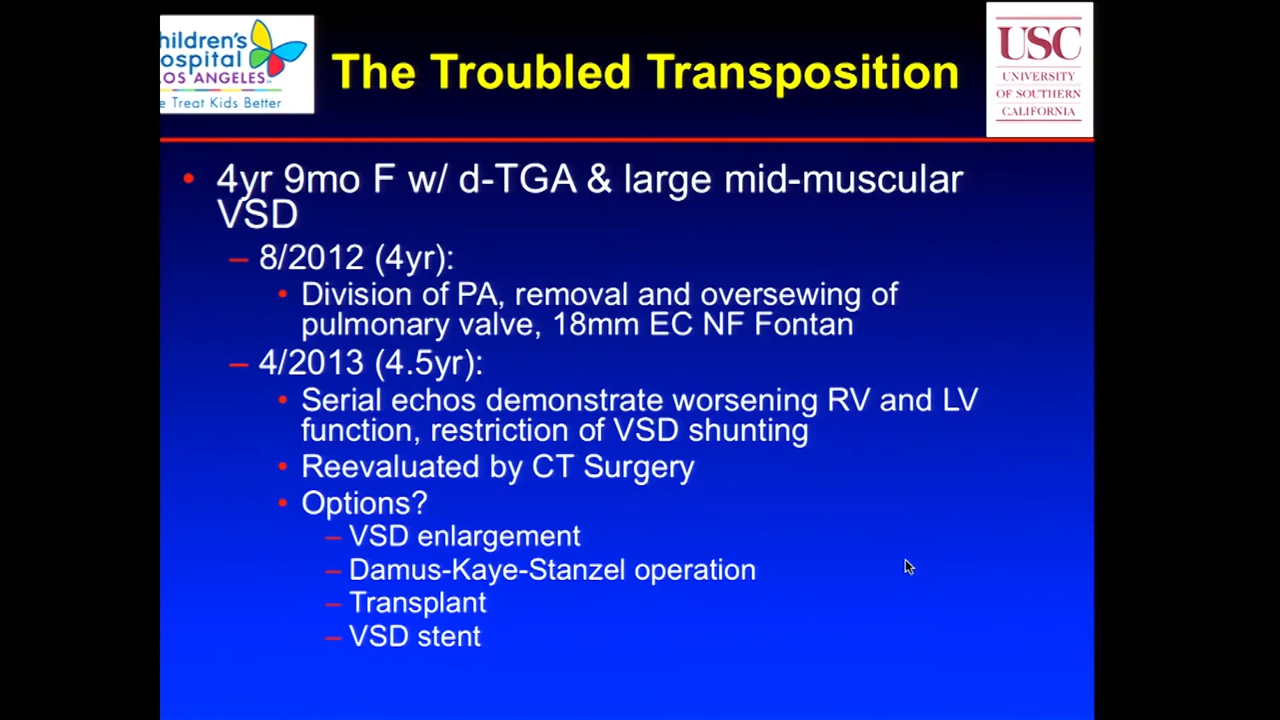 hildren's
ospital
LOS ANGELES
e Treat Kids Better
The Troubled Transposition
USC
UNIVERSITY
OF SOUTHERN
CALIFORNIA
• 4yr 9mo F w/ d-TGA & large mid-muscular
VSD
– 8/2012 (4yr):
• Division of PA, removal and oversewing of
pulmonary valve, 18mm EC NF Fontan
– 4/2013 (4.5yr):
• Serial echos demonstrate worsening RV and LV
function, restriction of VSD shunting
• Reevaluated by CT Surgery
• Options?
– VSD enlargement
– Damus-Kaye-Stanzel operation
– Transplant
– VSD stent